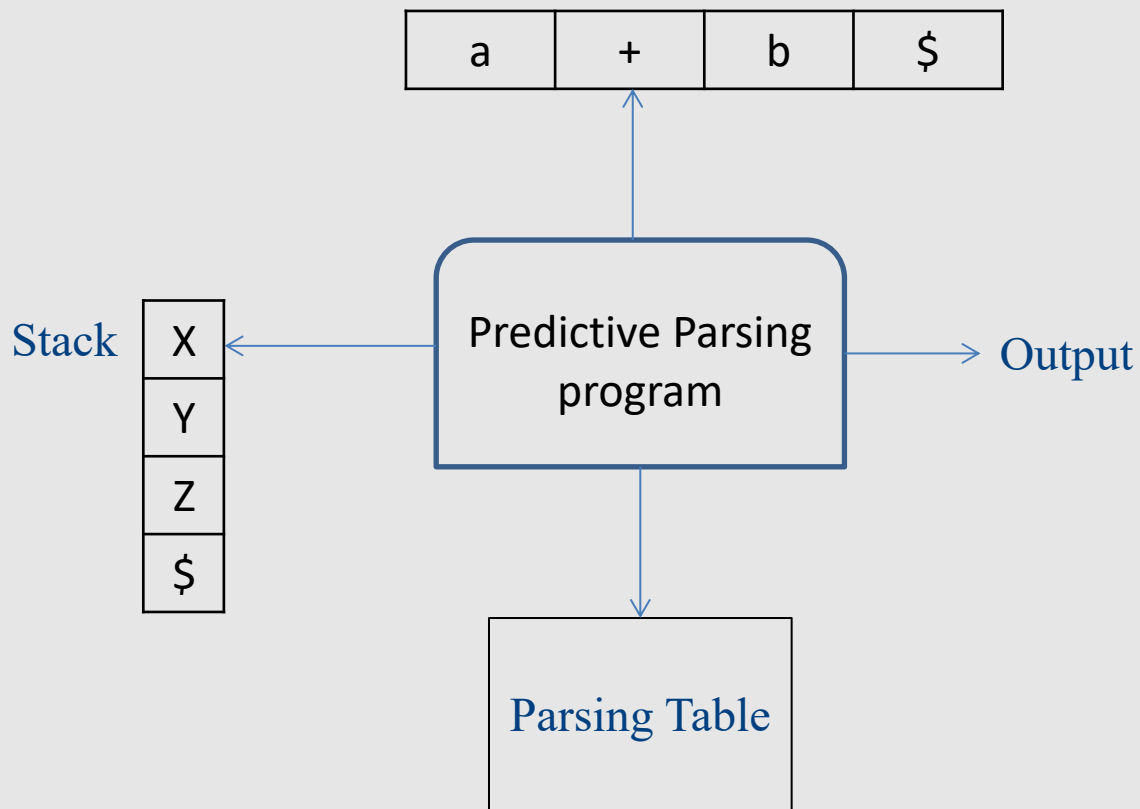 a + b $
Stack
X
Y
Z
$
Predictive Parsing
program
Output
Parsing Table